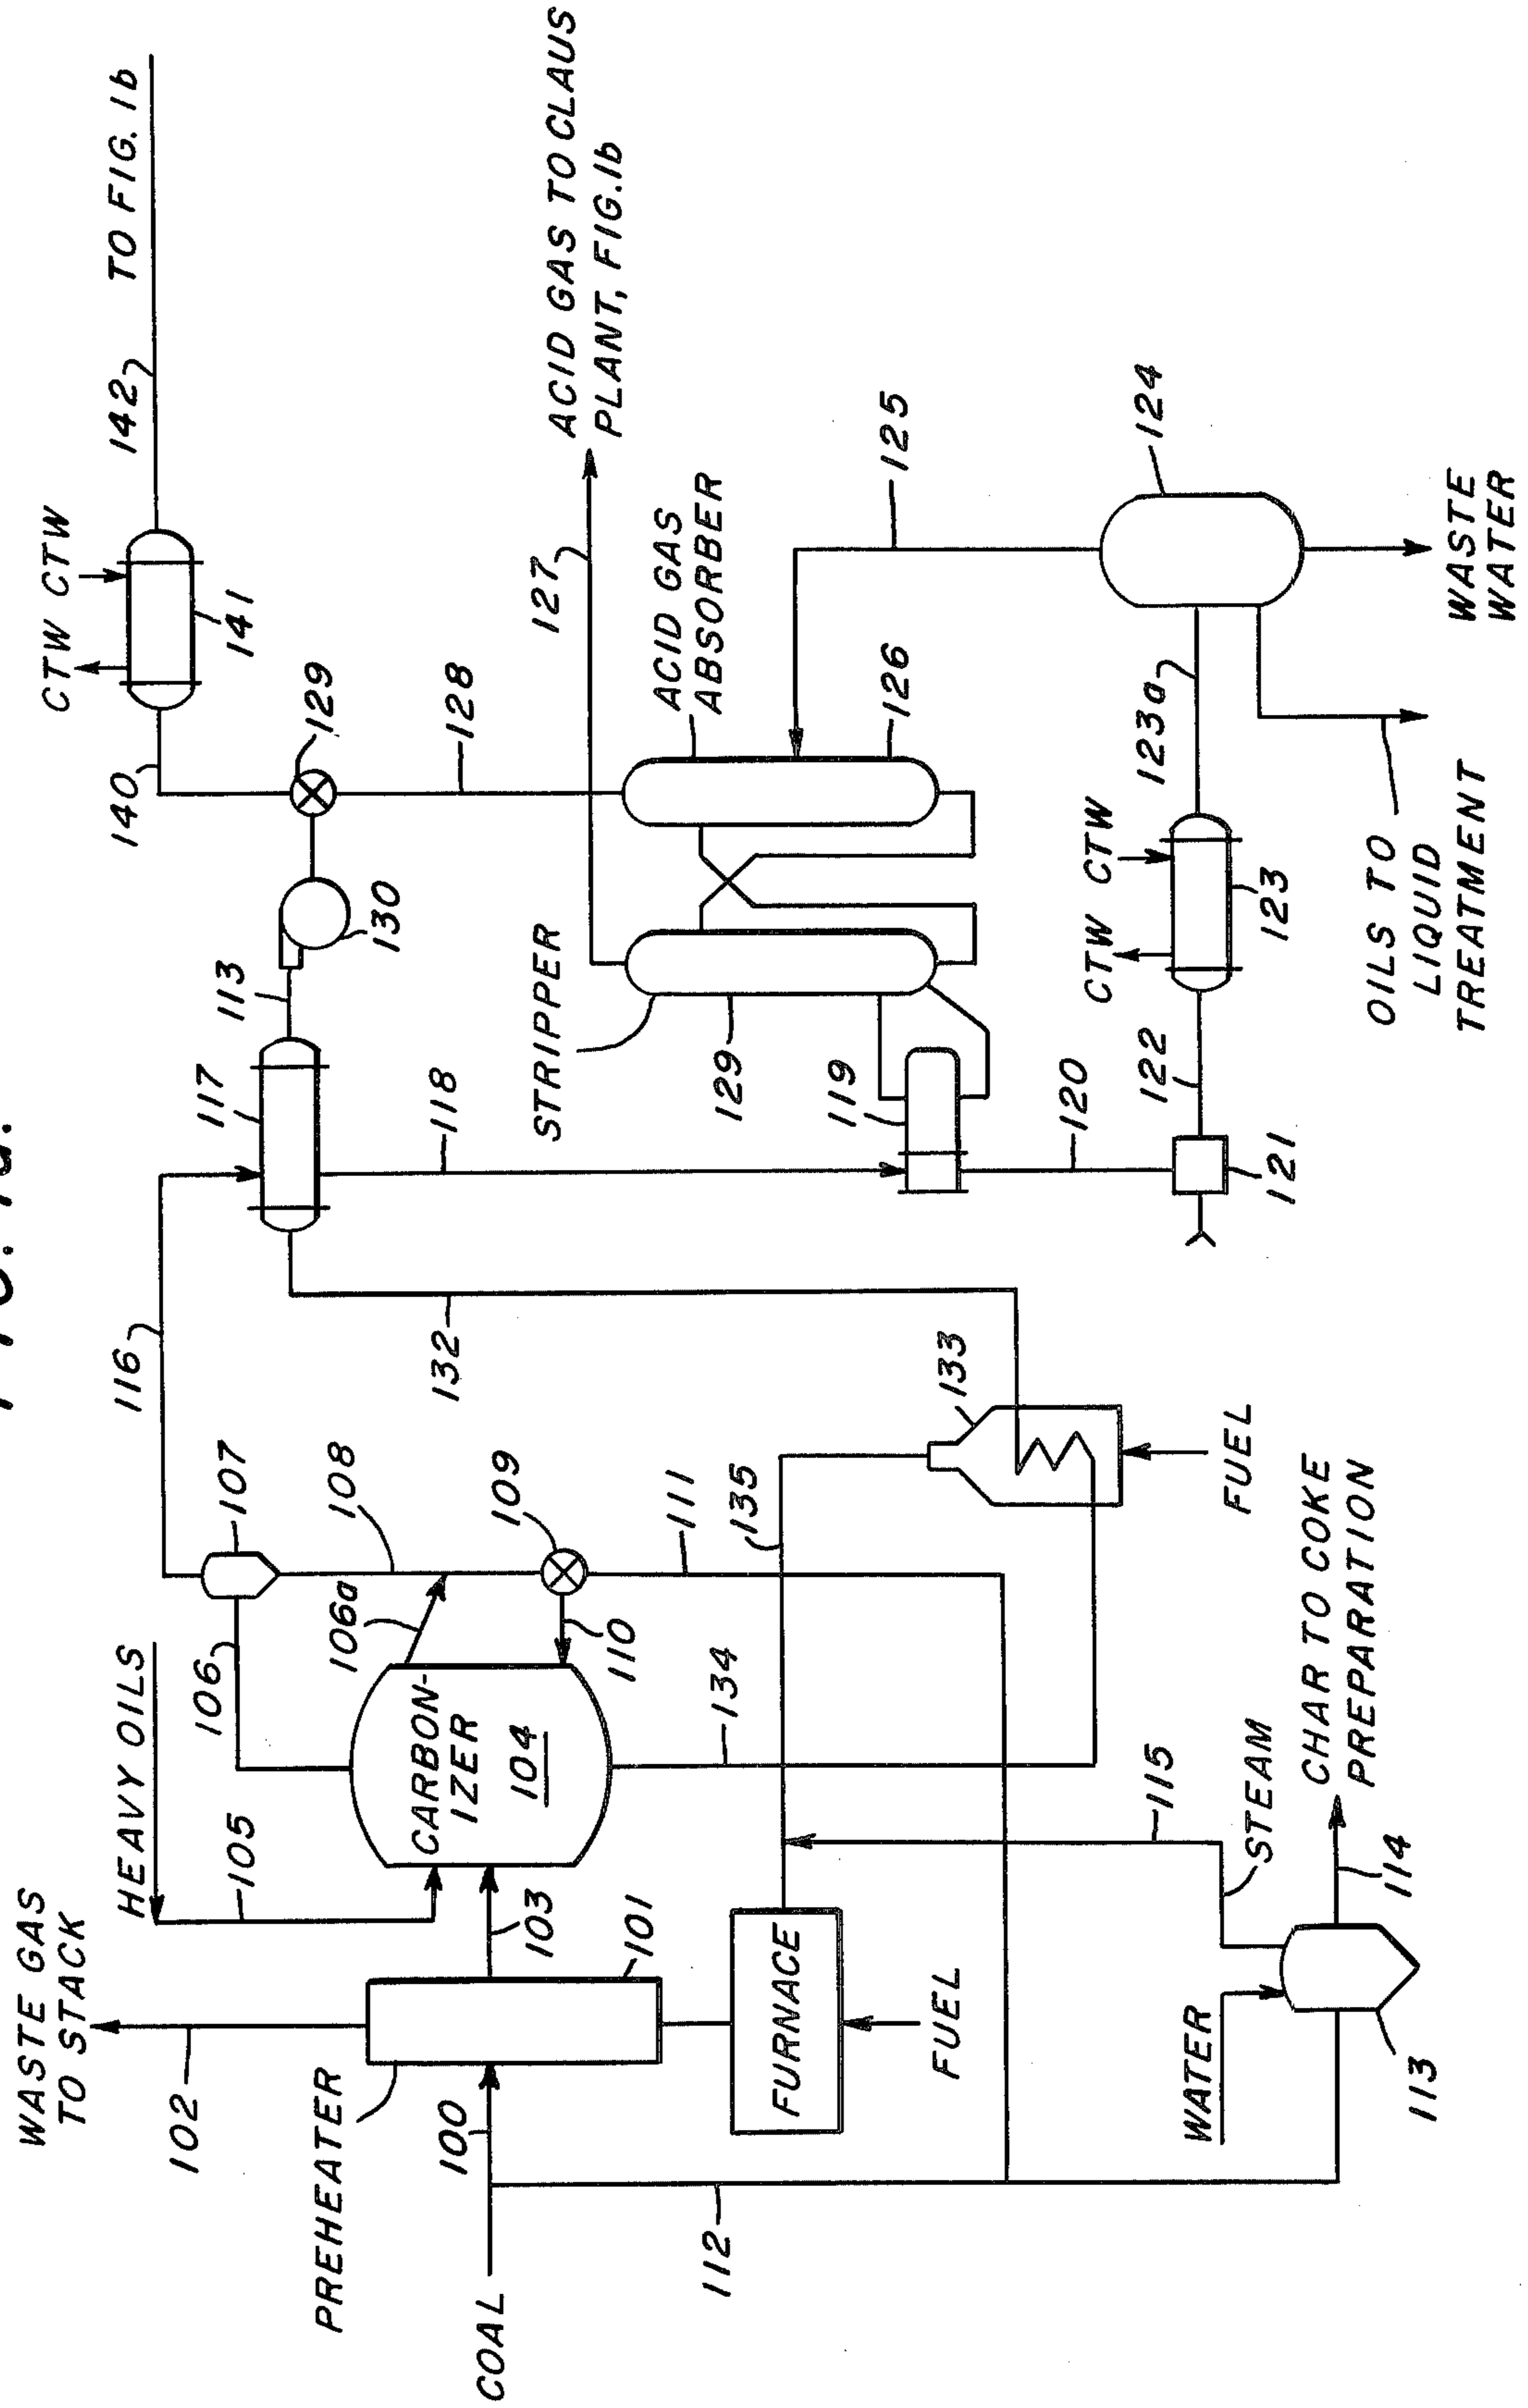 WASTE GAS
TO STACK
102
HEAVY OILS
105
PREHEATER
COAL
100
101
103
CARBON-
IZER
104
106
106a
107
108
109
110
111
112
FURNACE
FUEL
WATER
113
STEAM
115
114
CHAR TO COKE
PREPARATION
134
135
133
FUEL
132
116
117
118
113
130
129
128
140
141
CTW
CTW
142
TO FIG. 1b
STRIPPER
129
119
120
121
122
CTW
CTW
123
123a
ACID GAS
ABSORBER
126
127
ACID GAS TO CLAUS
PLANT, FIG.1b
125
124
WASTE
WATER
OILS TO
LIQUID
TREATMENT